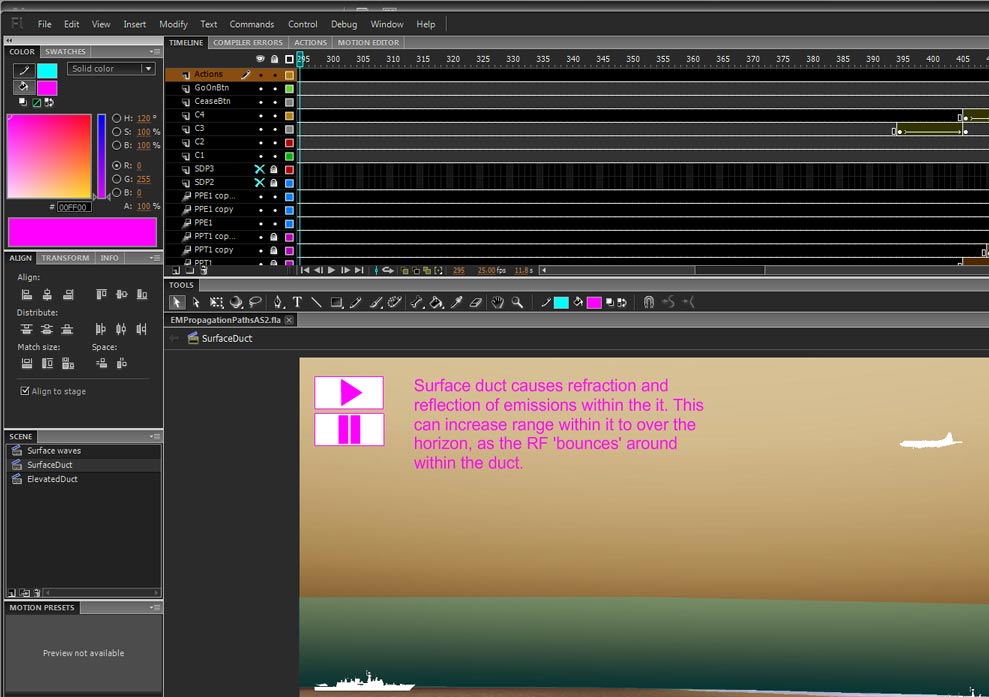 Fl File Edit View Insert Modify Text Commands Control Debug Window Help
COLOR SWATCHES
Solid color
H: 120 °
S: 100 %
B: 100 %
R: 0
G: 255
B: 0
# 00FF00 A: 100 %
ALIGN TRANSFORM INFO
Align:
Distribute:
Match size: Space:
Align to stage
SCENE
Surface waves
SurfaceDuct
ElevatedDuct
MOTION PRESETS
Preview not available
TIMELINE COMPILER ERRORS ACTIONS MOTION EDITOR
295 300 305 310 315 320 325 330 335 340 345 350 355 360 365 370 375 380 385 390 395 400 405
Actions
GoOnBtn
CeaseBtn
C4
C3
C2
C1
SDP3
SDP2
PPE1 cop...
PPE1 copy
PPE1
PPT1 cop...
PPT1 copy
PPT1
295 25.00 fps 11.8 s
TOOLS
EMPropagationPathsAS2.fla
SurfaceDuct
Surface duct causes refraction and
reflection of emissions within the it. This
can increase range within it to over the
horizon, as the RF 'bounces' around
within the duct.